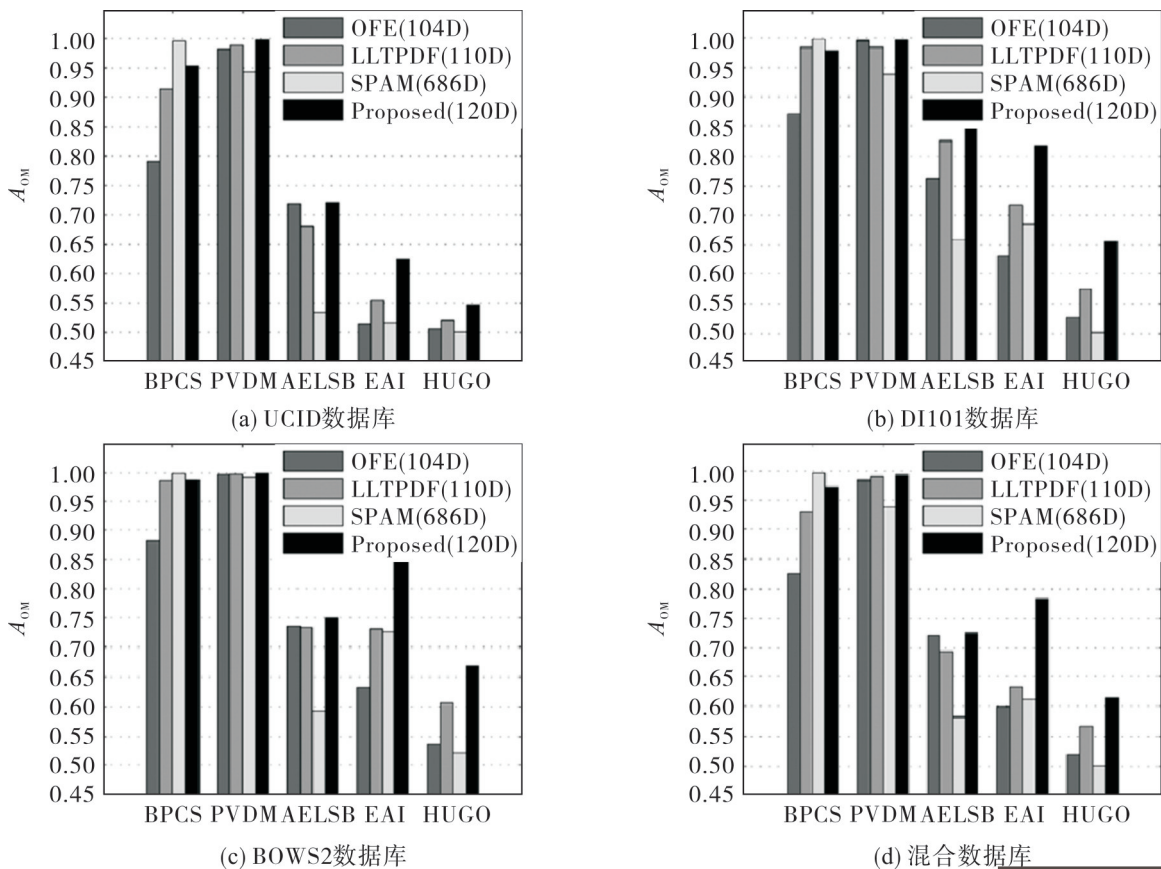 1.00
0.95
0.90
0.85
0.80
0.75
0.70
0.65
0.60
0.55
0.50
0.45
A_OM
OFE(104D)
LLTPDF(110D)
SPAM(686D)
Proposed(120D)
BPCS PVDM AELSB EAI HUGO
(a) UCID数据库
1.00
0.95
0.90
0.85
0.80
0.75
0.70
0.65
0.60
0.55
0.50
0.45
A_OM
OFE(104D)
LLTPDF(110D)
SPAM(686D)
Proposed(120D)
BPCS PVDM AELSB EAI HUGO
(b) DI101数据库
1.00
0.95
0.90
0.85
0.80
0.75
0.70
0.65
0.60
0.55
0.50
0.45
A_OM
OFE(104D)
LLTPDF(110D)
SPAM(686D)
Proposed(120D)
BPCS PVDM AELSB EAI HUGO
(c) BOWS2数据库
1.00
0.95
0.90
0.85
0.80
0.75
0.70
0.65
0.60
0.55
0.50
0.45
A_OM
OFE(104D)
LLTPDF(110D)
SPAM(686D)
Proposed(120D)
BPCS PVDM AELSB EAI HUGO
(d) 混合数据库